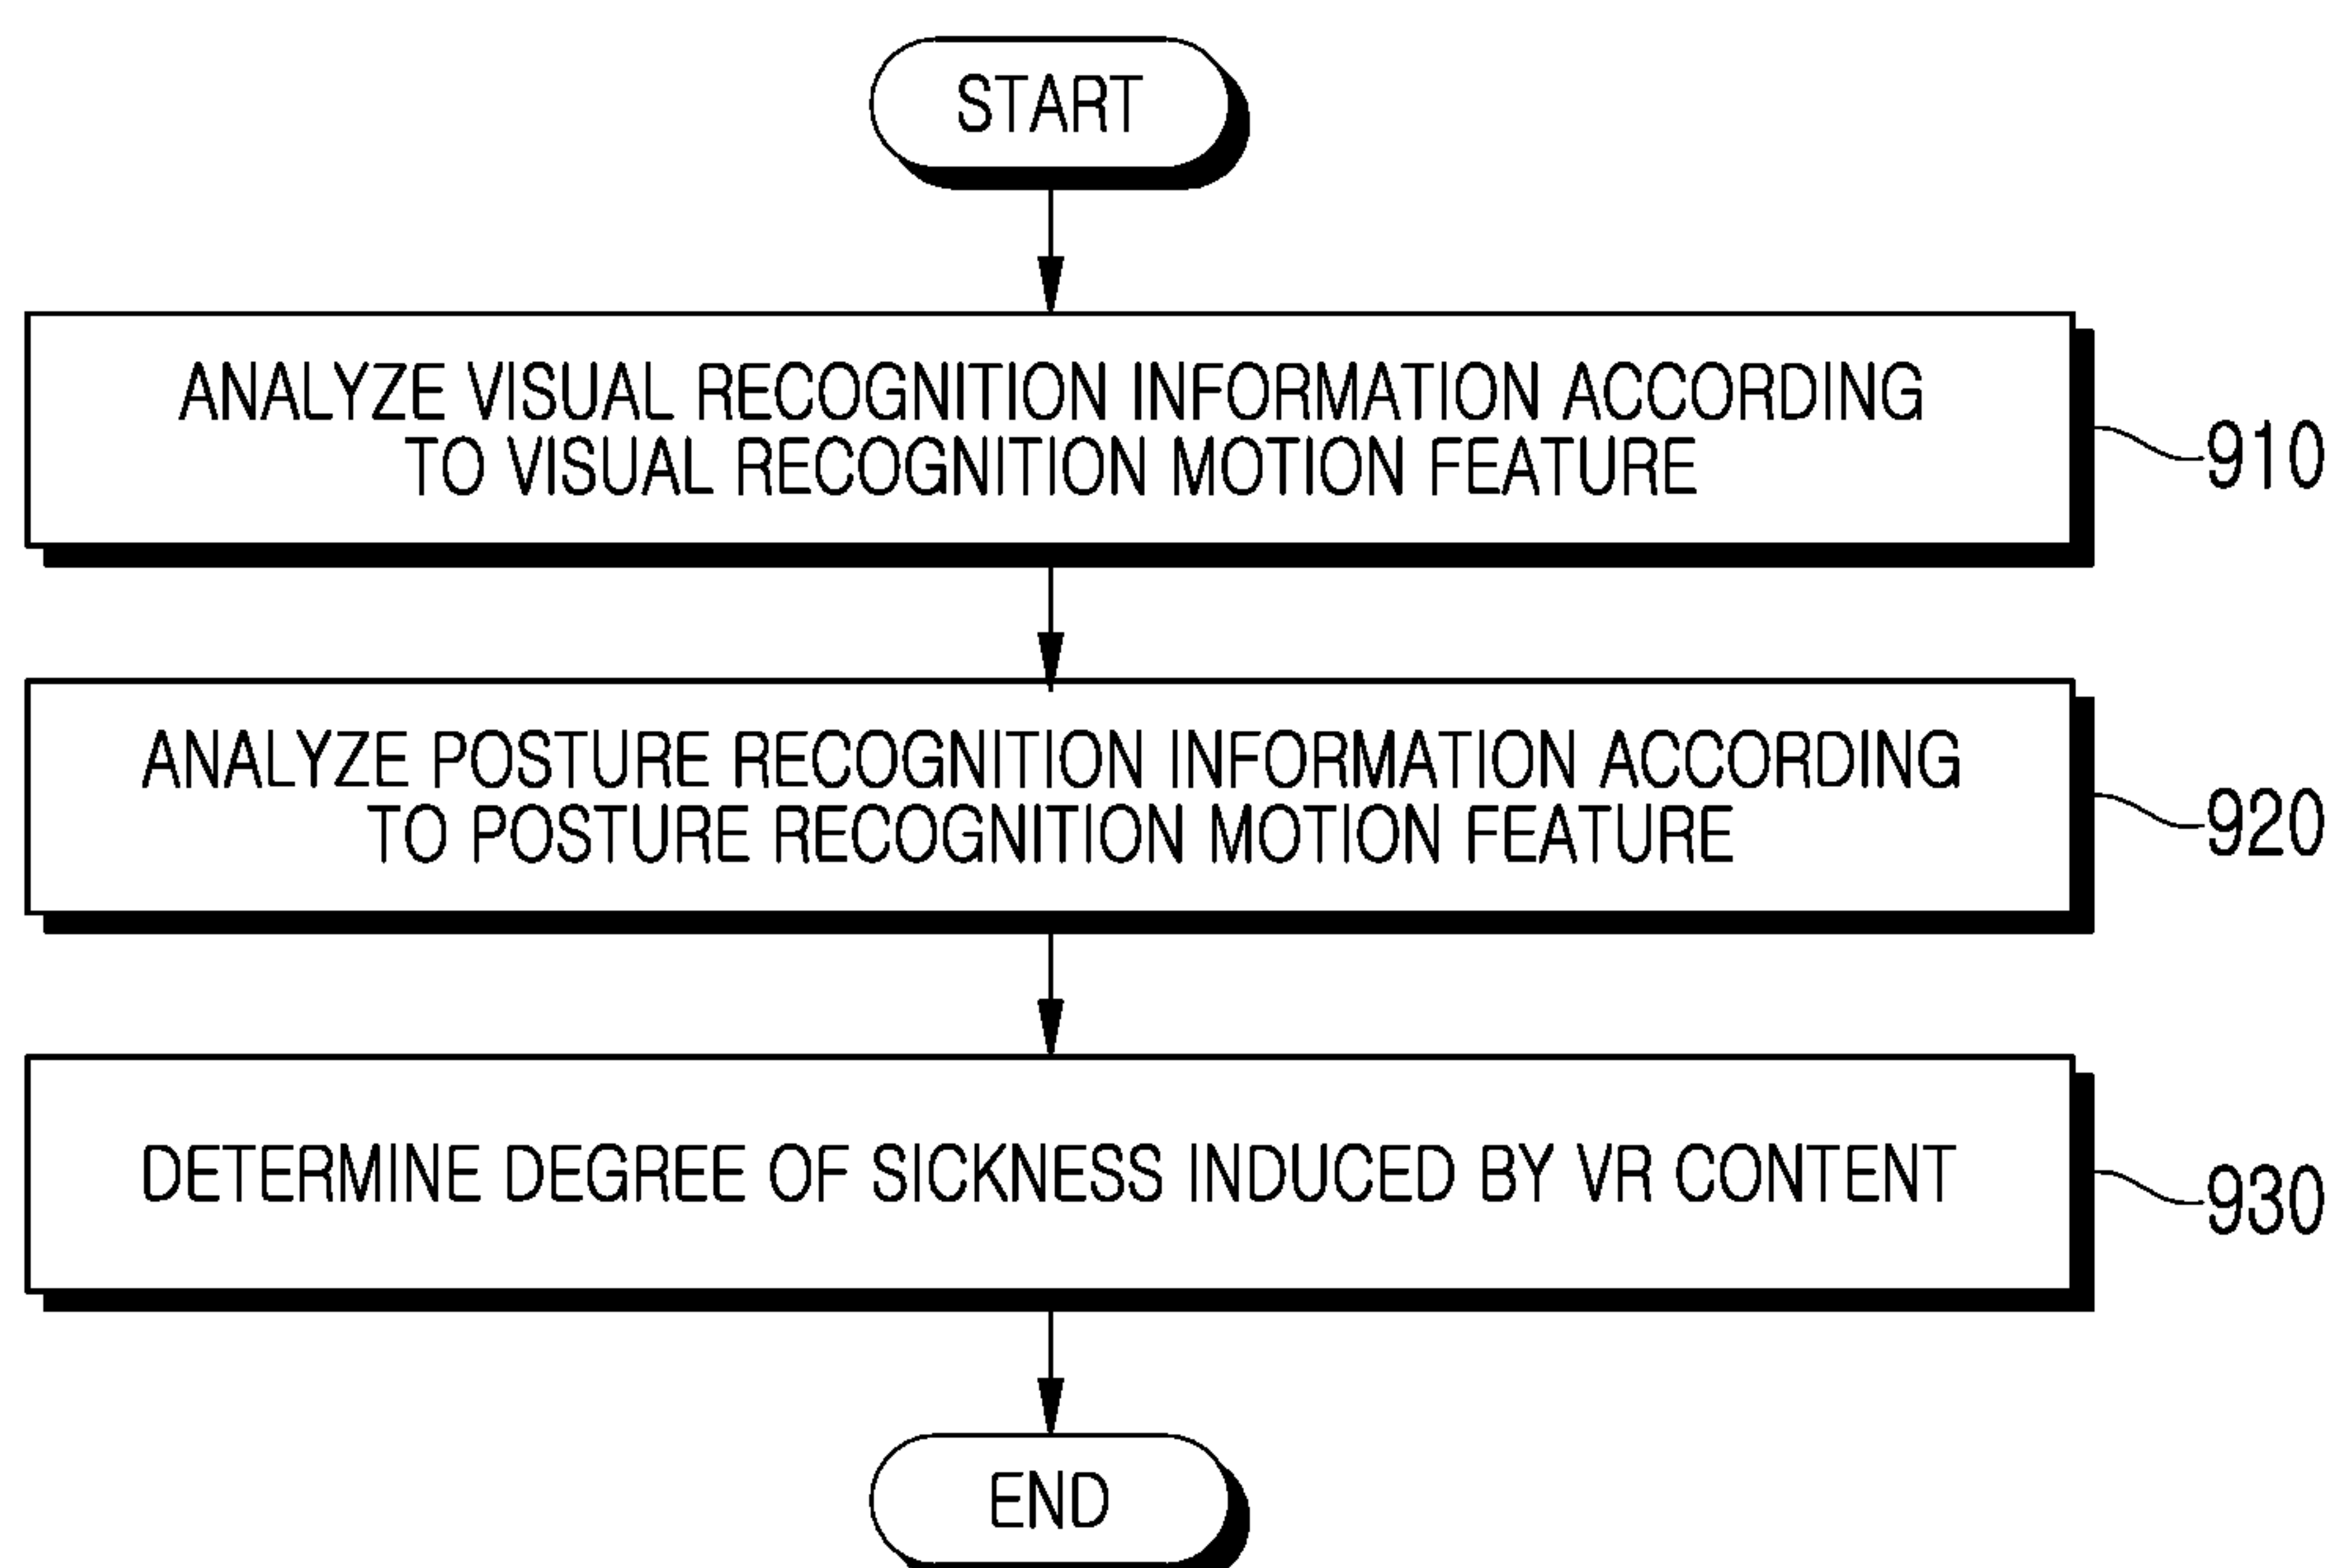 START
ANALYZE VISUAL RECOGNITION INFORMATION ACCORDING
TO VISUAL RECOGNITION MOTION FEATURE
910
ANALYZE POSTURE RECOGNITION INFORMATION ACCORDING
TO POSTURE RECOGNITION MOTION FEATURE
920
DETERMINE DEGREE OF SICKNESS INDUCED BY VR CONTENT
930
END